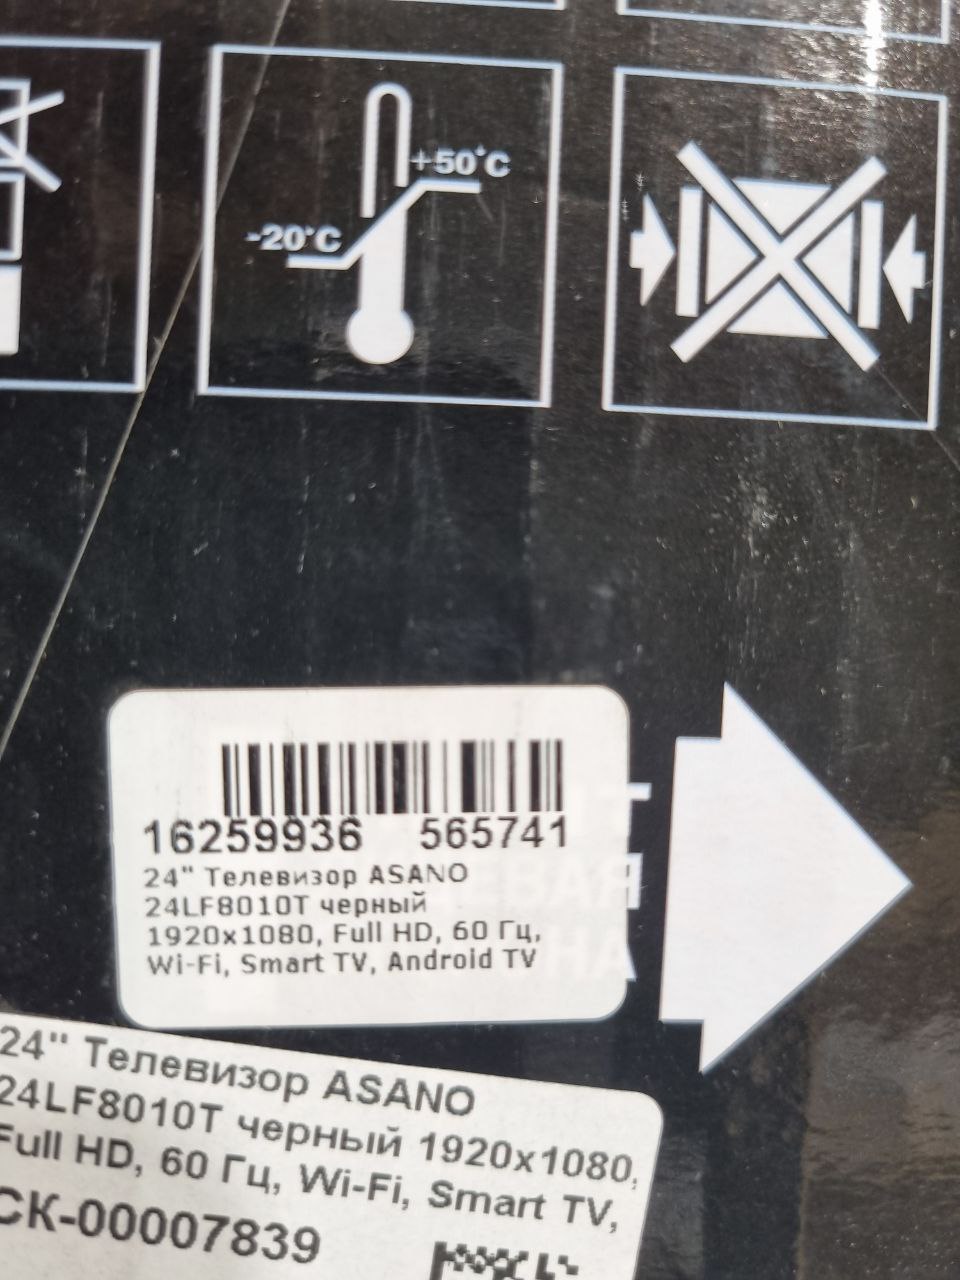 +50°C
-20°C
16259936 565741
24" Телевизор ASANO
24LF8010T черный
1920x1080, Full HD, 60 Гц,
Wi-Fi, Smart TV, Android TV
24" Телевизор ASANO
24LF8010T черный 1920x1080,
Full HD, 60 Гц, Wi-Fi, Smart TV,
СК-00007839